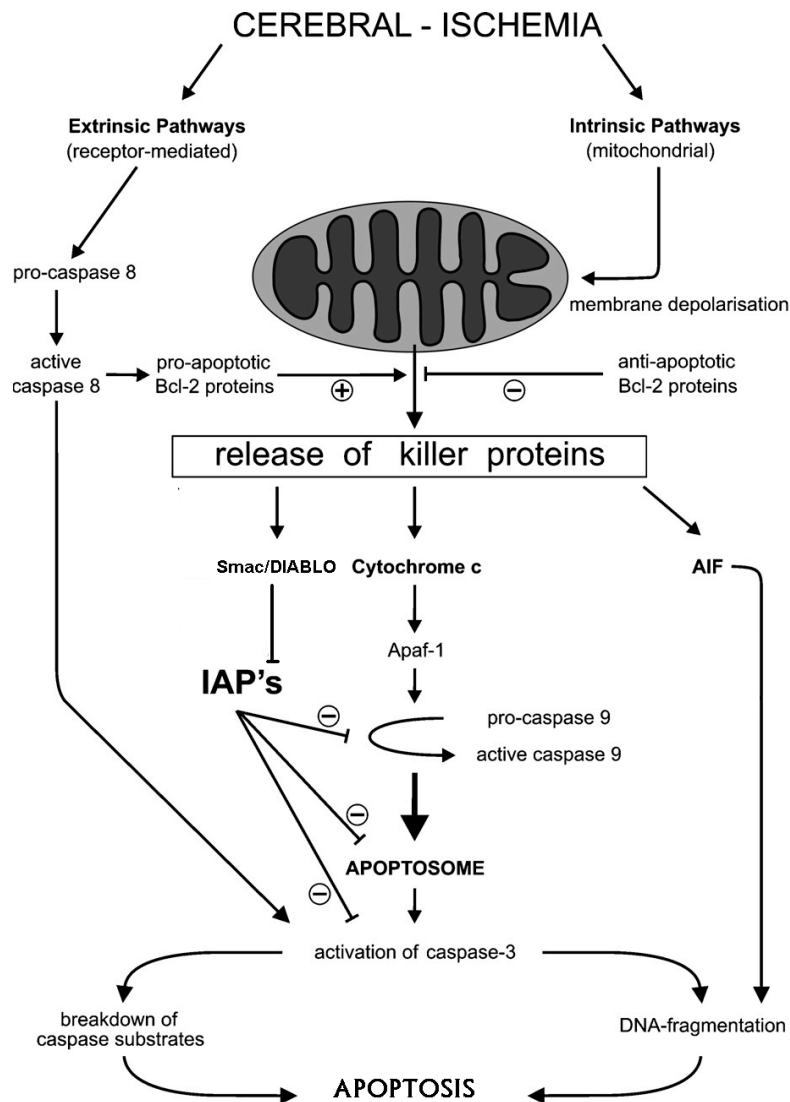 CEREBRAL - ISCHEMIA
Extrinsic Pathways
(receptor-mediated)
Intrinsic Pathways
(mitochondrial)
pro-caspase 8
membrane depolarisation
active
caspase 8
pro-apoptotic
Bcl-2 proteins
+
−
anti-apoptotic
Bcl-2 proteins
release of killer proteins
Smac/DIABLO
Cytochrome c
AIF
Apaf-1
IAP's
−
pro-caspase 9
active caspase 9
−
APOPTOSOME
−
activation of caspase-3
breakdown of
caspase substrates
DNA-fragmentation
APOPTOSIS